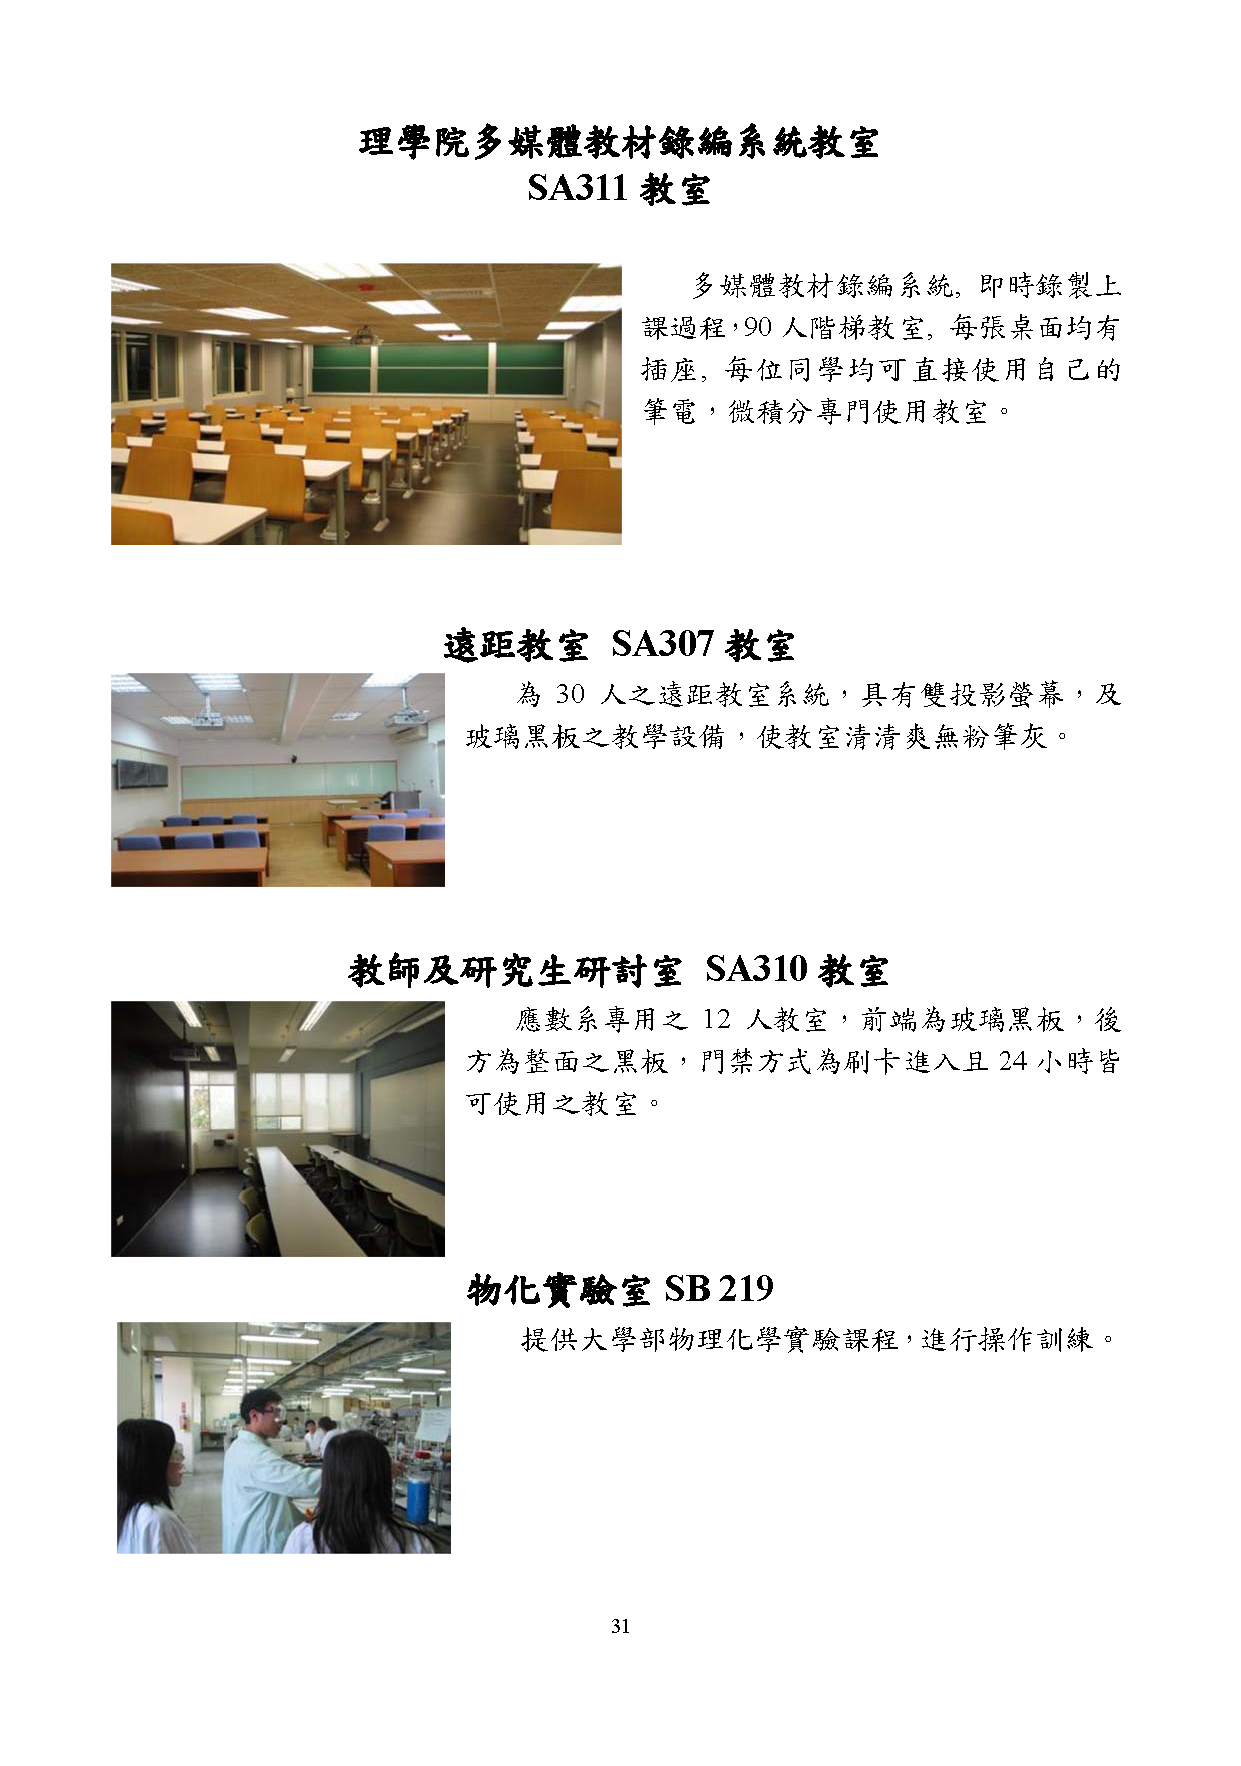 理學院多媒體教材錄編系統教室
SA311 教室
多媒體教材錄編系統, 即時錄製上
課過程，90 人階梯教室, 每張桌面均有
插座, 每位同學均可直接使用自己的
筆電，微積分專門使用教室。
遠距教室 SA307 教室
為 30 人之遠距教室系統，具有雙投影螢幕，及
玻璃黑板之教學設備，使教室清清爽無粉筆灰。
教師及研究生研討室 SA310 教室
應數系專用之 12 人教室，前端為玻璃黑板，後
方為整面之黑板，門禁方式為刷卡進入且 24 小時皆
可使用之教室。
物化實驗室 SB 219
提供大學部物理化學實驗課程，進行操作訓練。
31